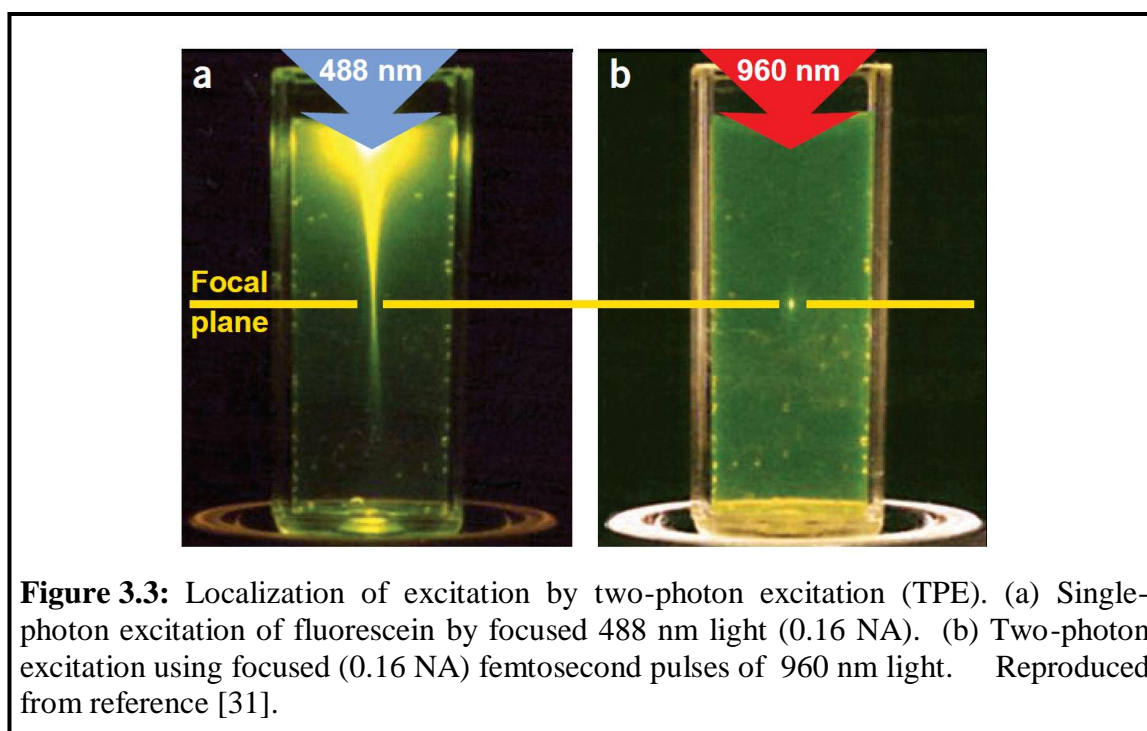 a
488 nm
b
960 nm
Focal
plane
Figure 3.3: Localization of excitation by two-photon excitation (TPE). (a) Single-
photon excitation of fluorescein by focused 488 nm light (0.16 NA). (b) Two-photon
excitation using focused (0.16 NA) femtosecond pulses of 960 nm light. Reproduced
from reference [31].